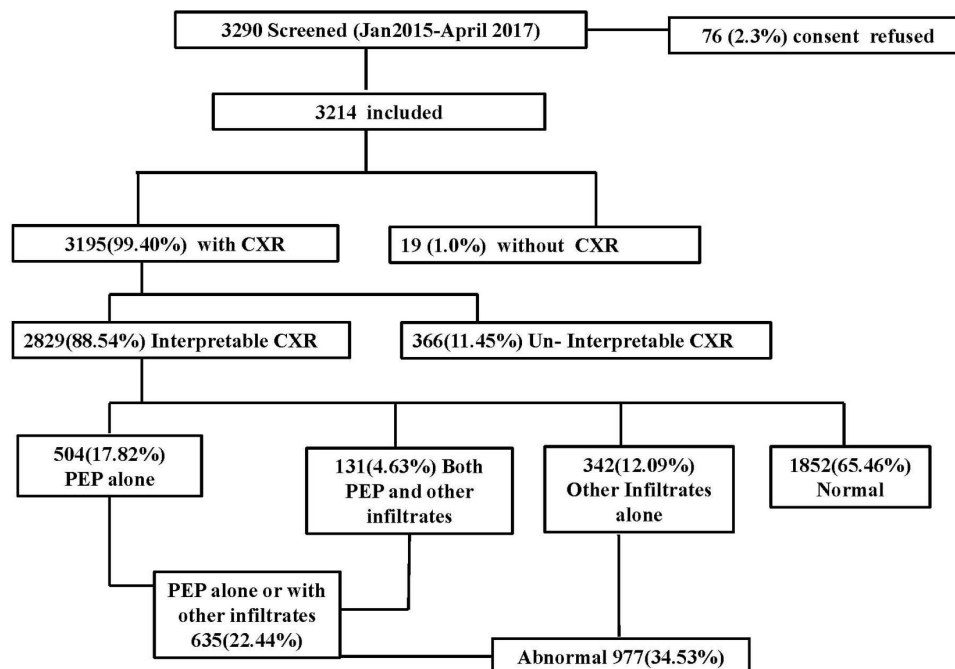 3290 Screened (Jan2015-April 2017)
76 (2.3%) consent refused
3214 included
3195(99.40%) with CXR
19 (1.0%) without CXR
2829(88.54%) Interpretable CXR
366(11.45%) Un- Interpretable CXR
504(17.82%)
PEP alone
131(4.63%) Both
PEP and other
infiltrates
342(12.09%)
Other Infiltrates
alone
1852(65.46%)
Normal
PEP alone or with
other infiltrates
635(22.44%)
Abnormal 977(34.53%)